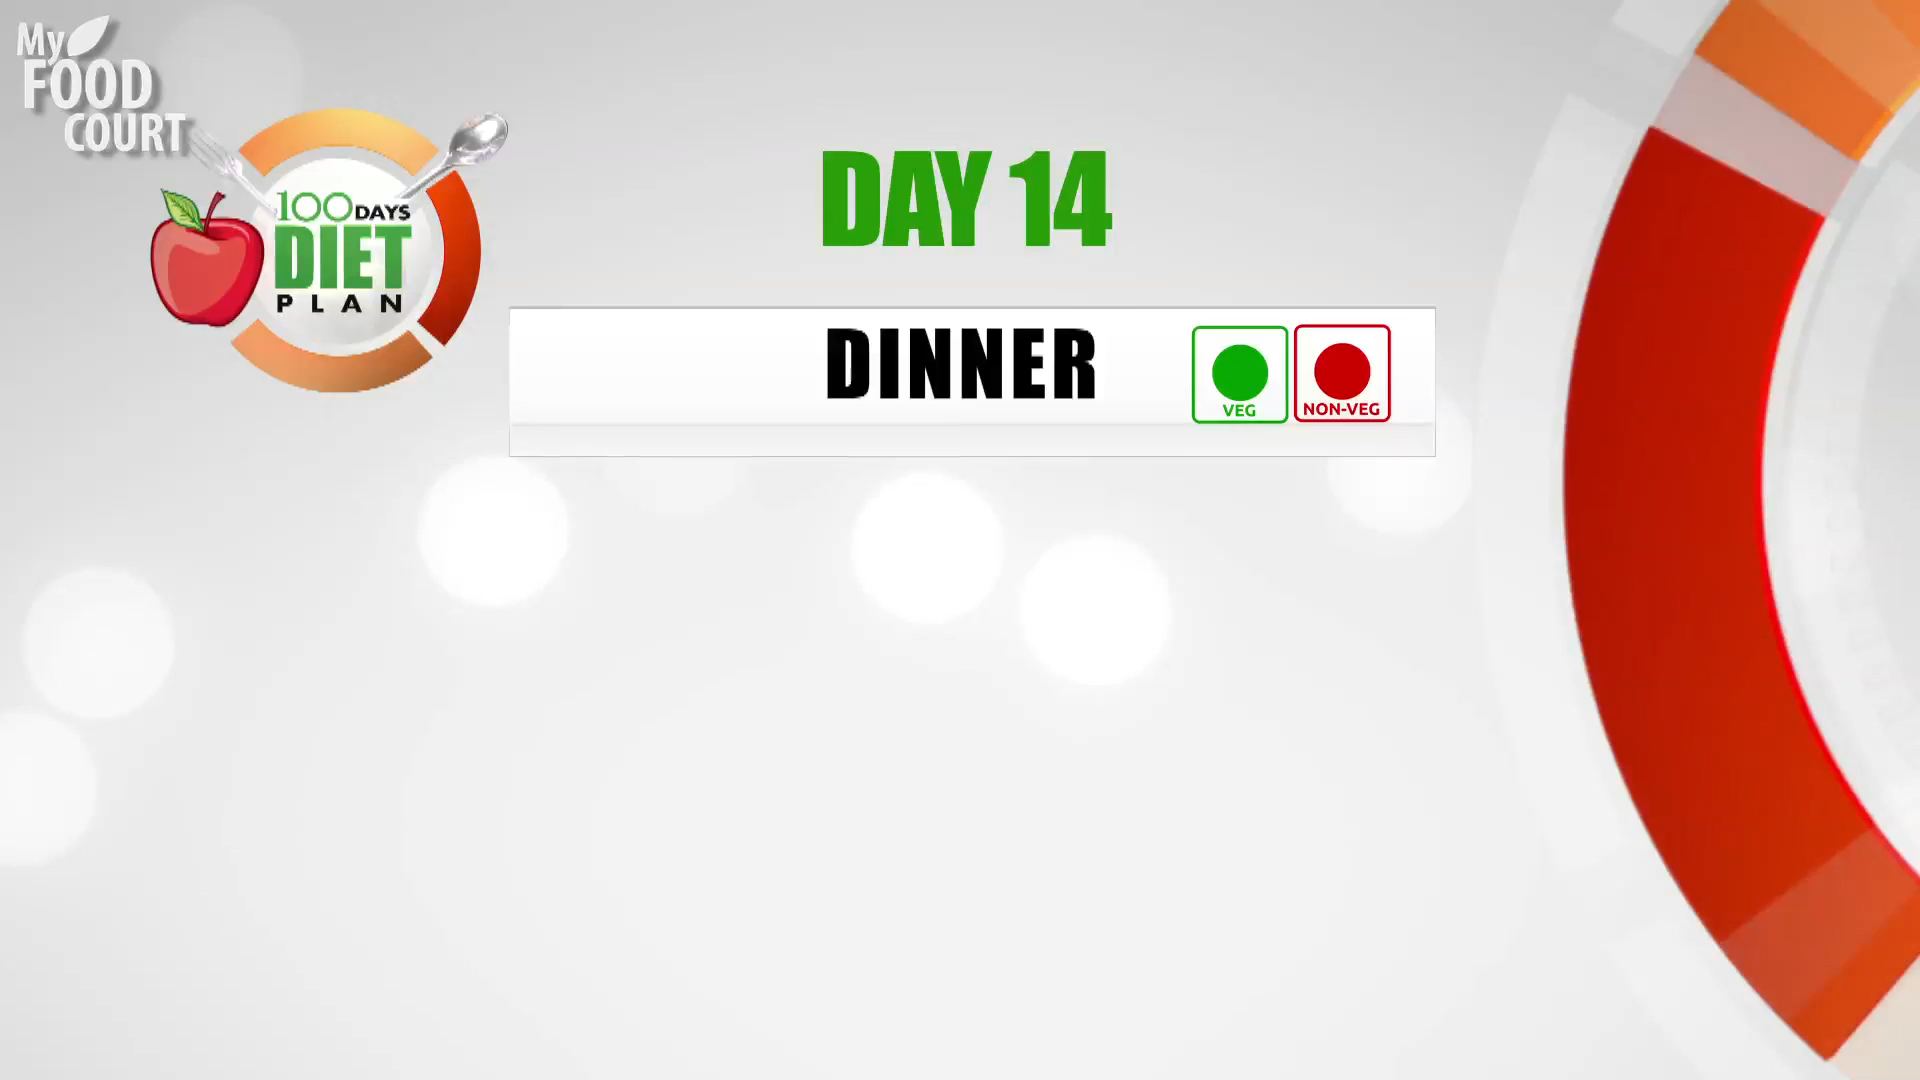 My
FOOD
COURT
100 DAYS
DIET
PLAN
DAY 14
DINNER
VEG
NON-VEG